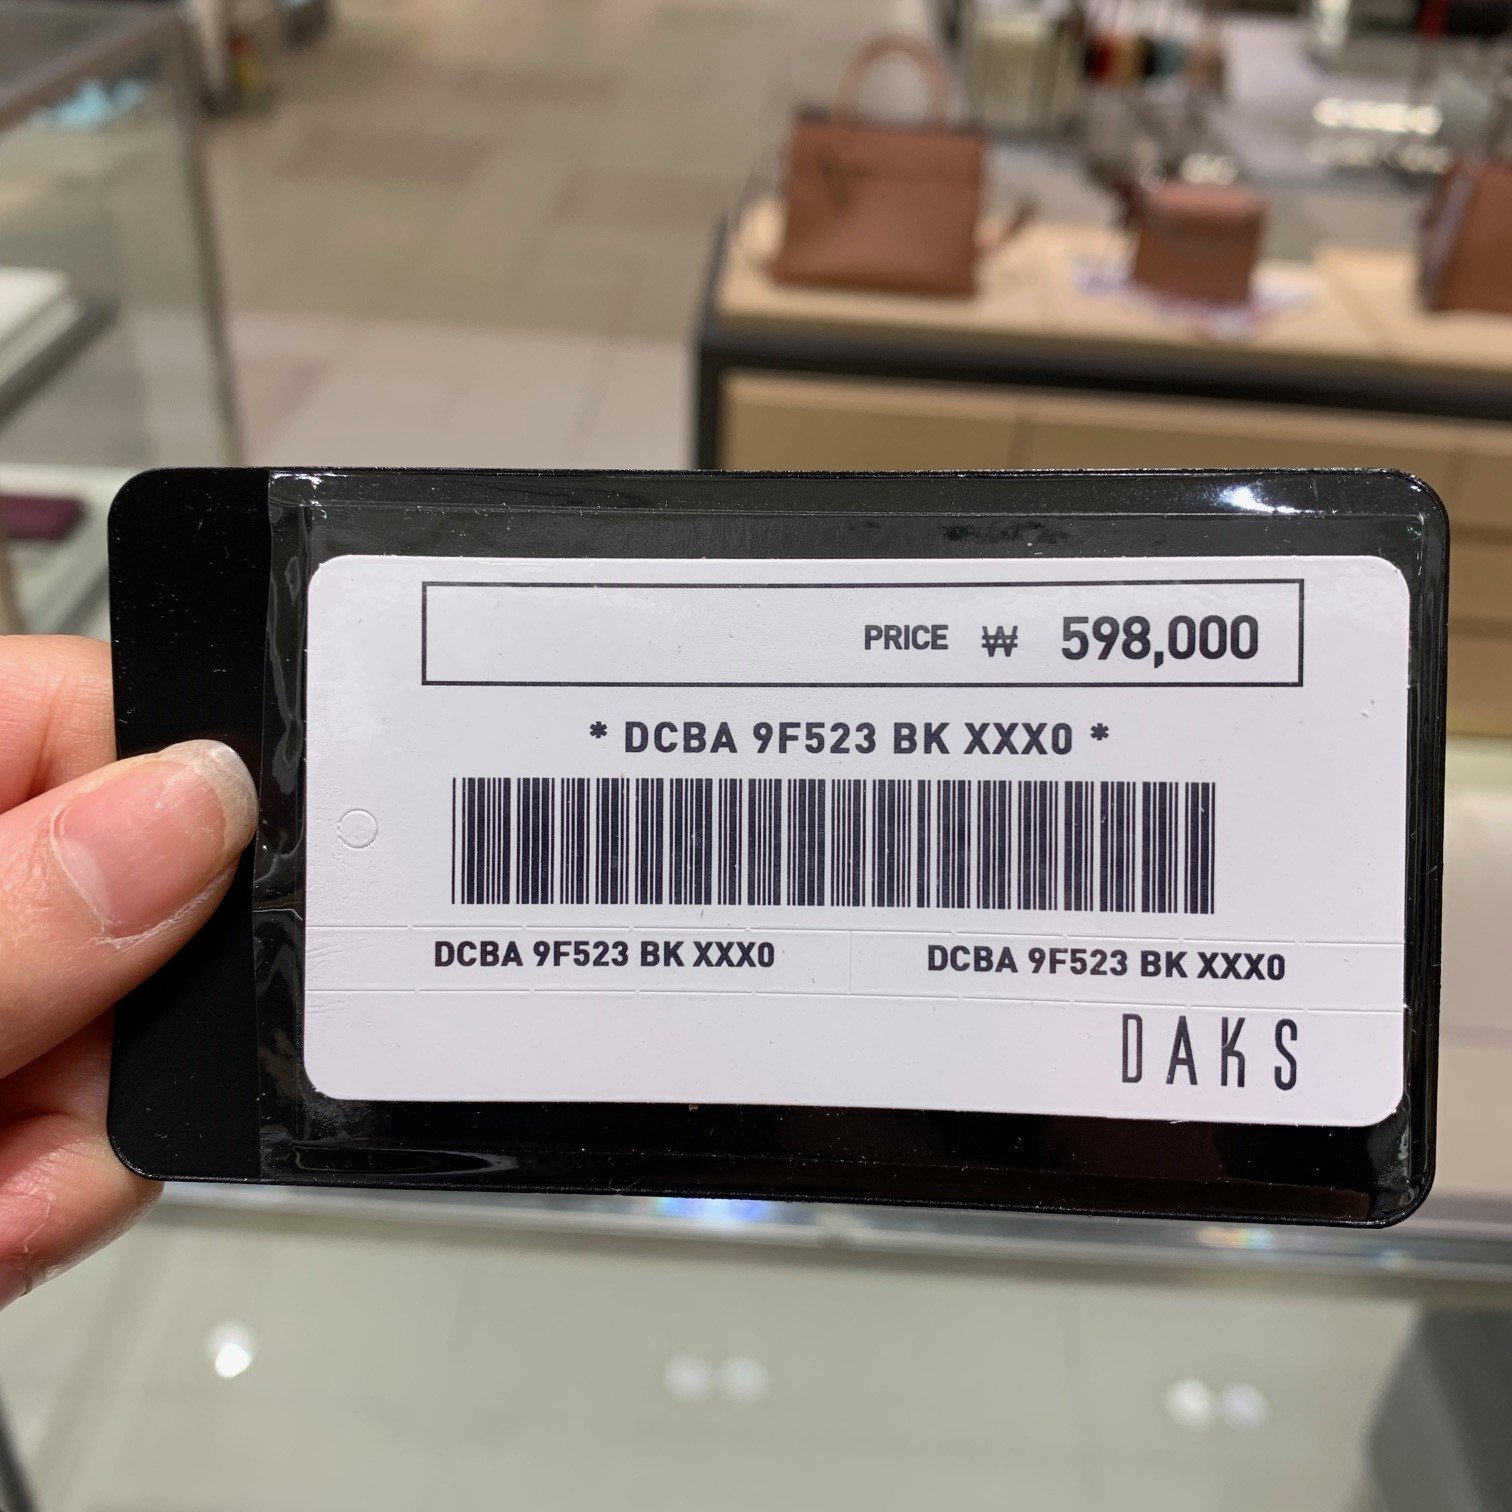 PRICE ₩ 598,000
* DCBA 9F523 BK XXX0 *
DCBA 9F523 BK XXX0 DCBA 9F523 BK XXX0
DAKS